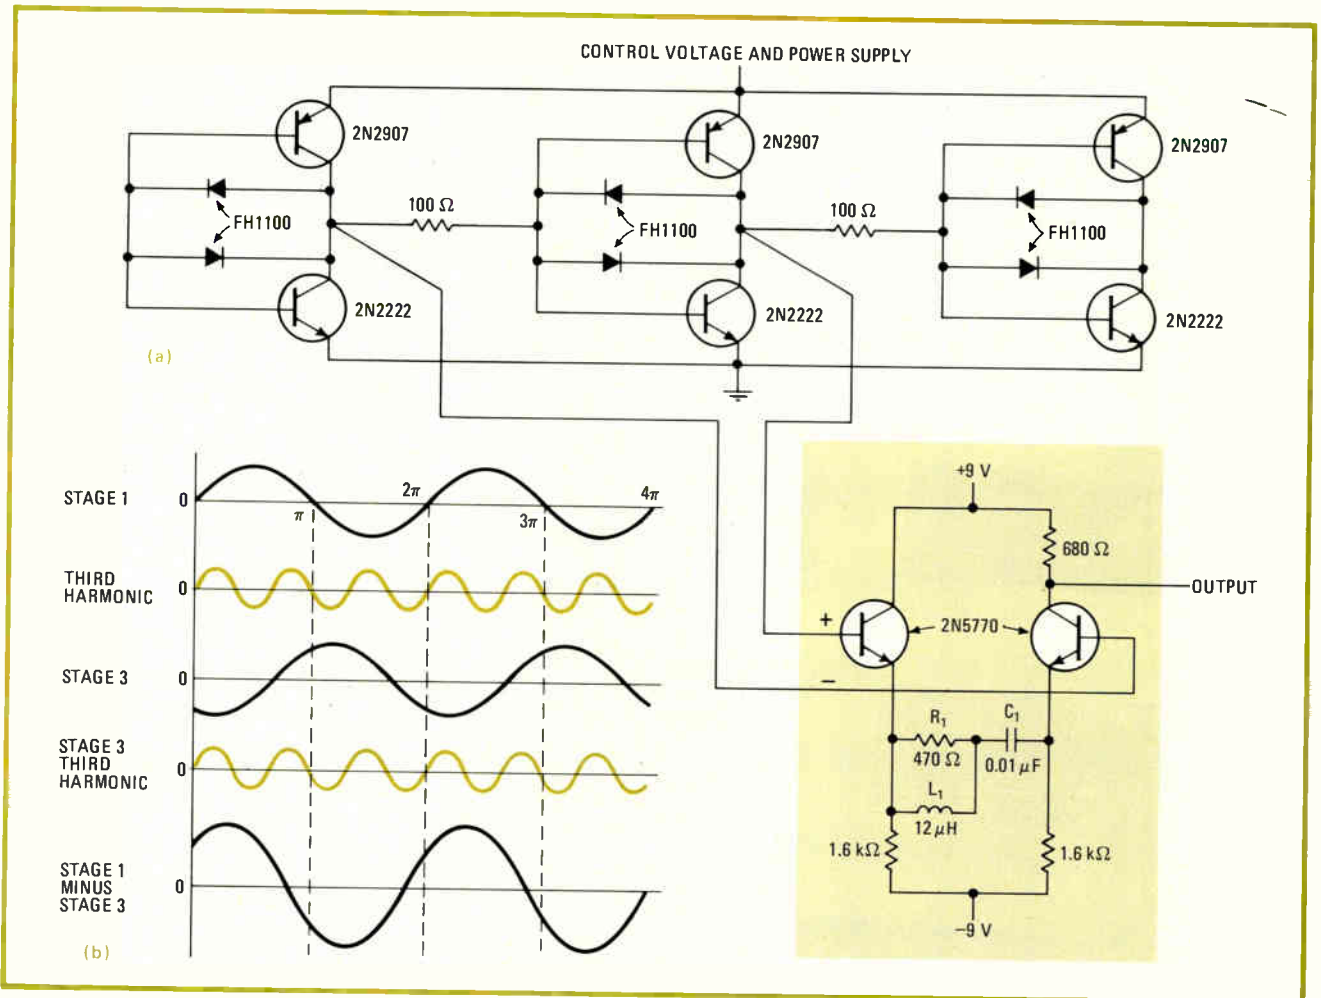 CONTROL VOLTAGE AND POWER SUPPLY
2N2907
2N2907
2N2907
FH1100
100 Ω
FH1100
100 Ω
FH1100
2N2222
2N2222
2N2222
(a)
STAGE 1
0
π
2π
3π
4π
THIRD
HARMONIC
0
STAGE 3
0
STAGE 3
THIRD
HARMONIC
0
STAGE 1
MINUS
STAGE 3
0
(b)
+9 V
680 Ω
OUTPUT
+
2N5770
−
R1
470 Ω
C1
0.01 μF
L1
12 μH
1.6 kΩ
1.6 kΩ
−9 V